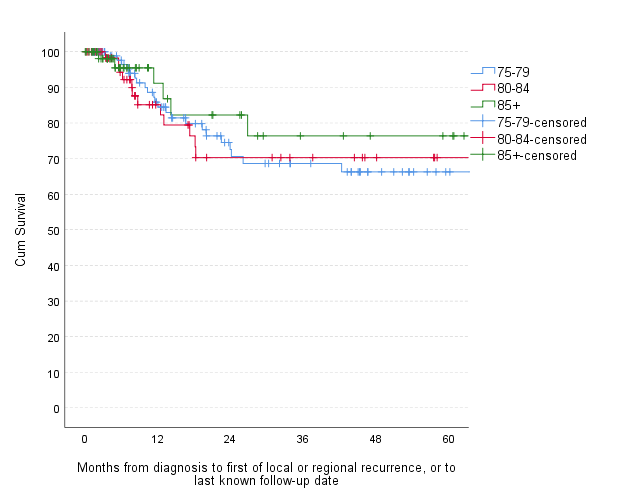 100
90
80
70
60
50
40
30
20
10
0
Cum Survival
0 12 24 36 48 60
Months from diagnosis to first of local or regional recurrence, or to
last known follow-up date
75-79
80-84
85+
75-79-censored
80-84-censored
85+-censored